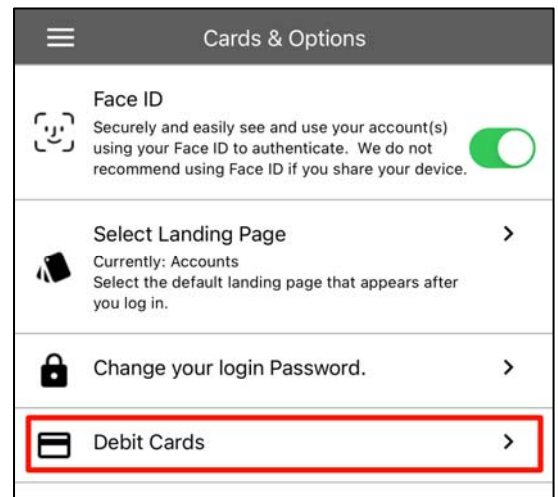 Cards & Options
Face ID
Securely and easily see and use your account(s)
using your Face ID to authenticate. We do not
recommend using Face ID if you share your device.
Select Landing Page
Currently: Accounts
Select the default landing page that appears after
you log in.
Change your login Password.
Debit Cards